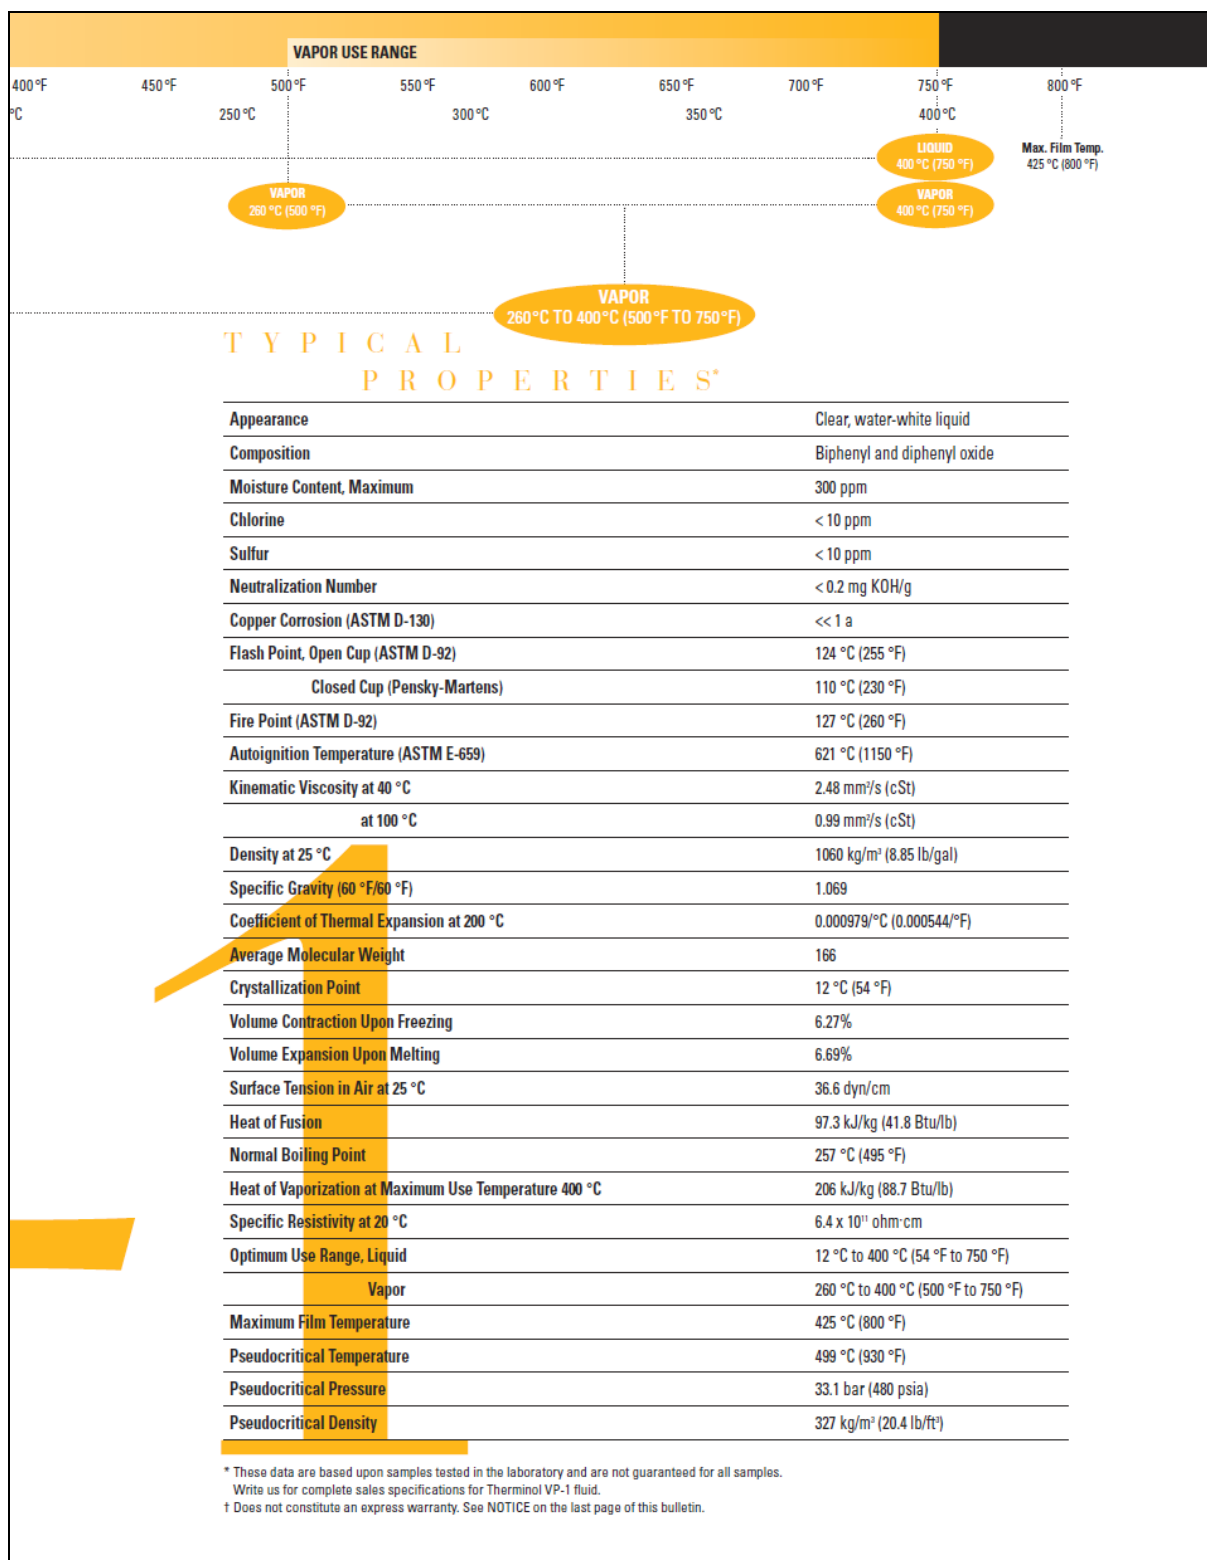 VAPOR USE RANGE
400 °F 450 °F 500 °F 550 °F 600 °F 650 °F 700 °F 750 °F 800 °F
°C 250 °C 300 °C 350 °C 400 °C
LIQUID
400 °C (750 °F)
Max. Film Temp.
425 °C (800 °F)
VAPOR
260 °C (500 °F)
VAPOR
400 °C (750 °F)
VAPOR
260°C TO 400°C (500°F TO 750°F)
TYPICAL
PROPERTIES*
Appearance Clear, water-white liquid
Composition Biphenyl and diphenyl oxide
Moisture Content, Maximum 300 ppm
Chlorine < 10 ppm
Sulfur < 10 ppm
Neutralization Number < 0.2 mg KOH/g
Copper Corrosion (ASTM D-130) << 1 a
Flash Point, Open Cup (ASTM D-92) 124 °C (255 °F)
Closed Cup (Pensky-Martens) 110 °C (230 °F)
Fire Point (ASTM D-92) 127 °C (260 °F)
Autoignition Temperature (ASTM E-659) 621 °C (1150 °F)
Kinematic Viscosity at 40 °C 2.48 mm²/s (cSt)
at 100 °C 0.99 mm²/s (cSt)
Density at 25 °C 1060 kg/m³ (8.85 lb/gal)
Specific Gravity (60 °F/60 °F) 1.069
Coefficient of Thermal Expansion at 200 °C 0.000979/°C (0.000544/°F)
Average Molecular Weight 166
Crystallization Point 12 °C (54 °F)
Volume Contraction Upon Freezing 6.27%
Volume Expansion Upon Melting 6.69%
Surface Tension in Air at 25 °C 36.6 dyn/cm
Heat of Fusion 97.3 kJ/kg (41.8 Btu/lb)
Normal Boiling Point 257 °C (495 °F)
Heat of Vaporization at Maximum Use Temperature 400 °C 206 kJ/kg (88.7 Btu/lb)
Specific Resistivity at 20 °C 6.4 x 10¹¹ ohm·cm
Optimum Use Range, Liquid 12 °C to 400 °C (54 °F to 750 °F)
Vapor 260 °C to 400 °C (500 °F to 750 °F)
Maximum Film Temperature 425 °C (800 °F)
Pseudocritical Temperature 499 °C (930 °F)
Pseudocritical Pressure 33.1 bar (480 psia)
Pseudocritical Density 327 kg/m³ (20.4 lb/ft³)
1
* These data are based upon samples tested in the laboratory and are not guaranteed for all samples.
Write us for complete sales specifications for Therminol VP-1 fluid.
† Does not constitute an express warranty. See NOTICE on the last page of this bulletin.